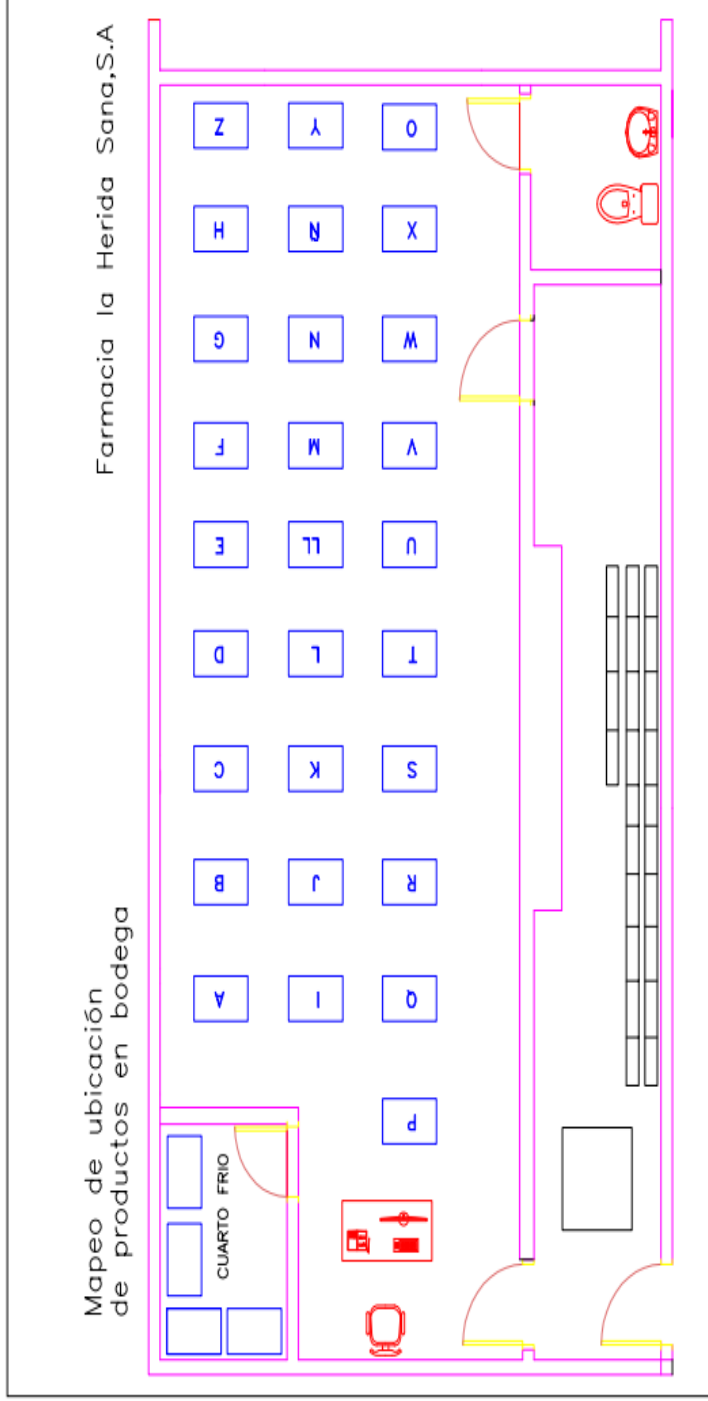 Mapeo de ubicación
de productos en bodega
Farmacia la Herida Sana,S.A
CUARTO FRIO
A
B
C
D
E
F
G
H
Z
I
J
K
L
LL
M
N
Ñ
Y
P
Q
R
S
T
U
V
W
X
O